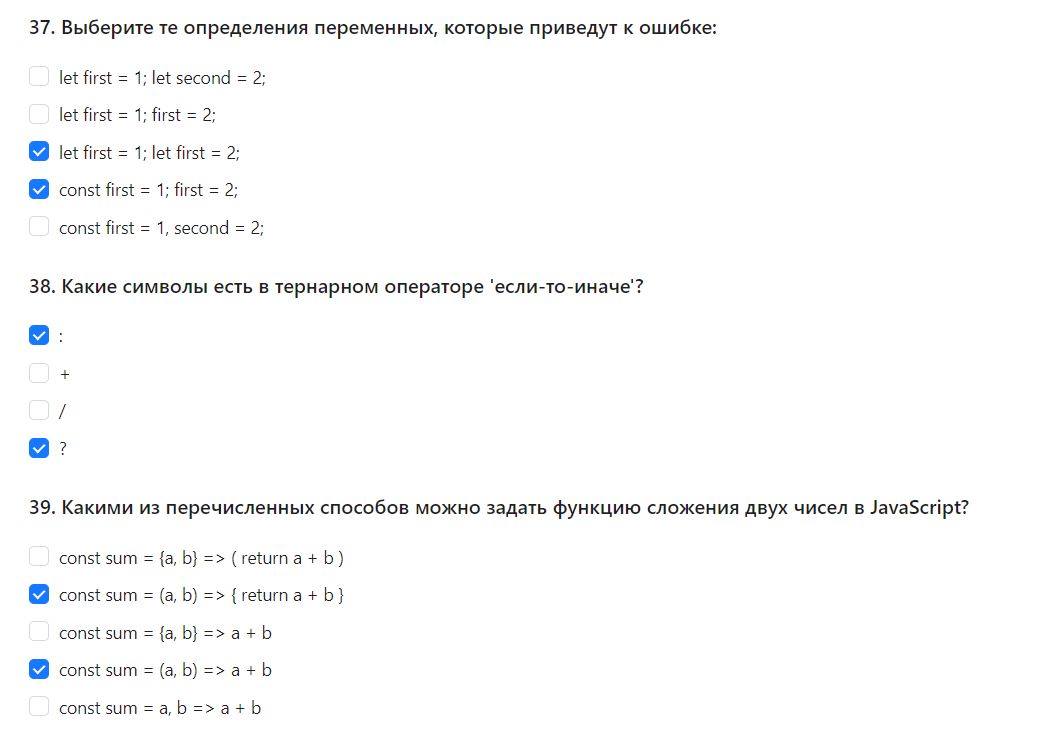 37. Выберите те определения переменных, которые приведут к ошибке:
let first = 1; let second = 2;
let first = 1; first = 2;
let first = 1; let first = 2;
const first = 1; first = 2;
const first = 1, second = 2;
38. Какие символы есть в тернарном операторе 'если-то-иначе'?
:
+
/
?
39. Какими из перечисленных способов можно задать функцию сложения двух чисел в JavaScript?
const sum = {a, b} => ( return a + b )
const sum = (a, b) => { return a + b }
const sum = {a, b} => a + b
const sum = (a, b) => a + b
const sum = a, b => a + b